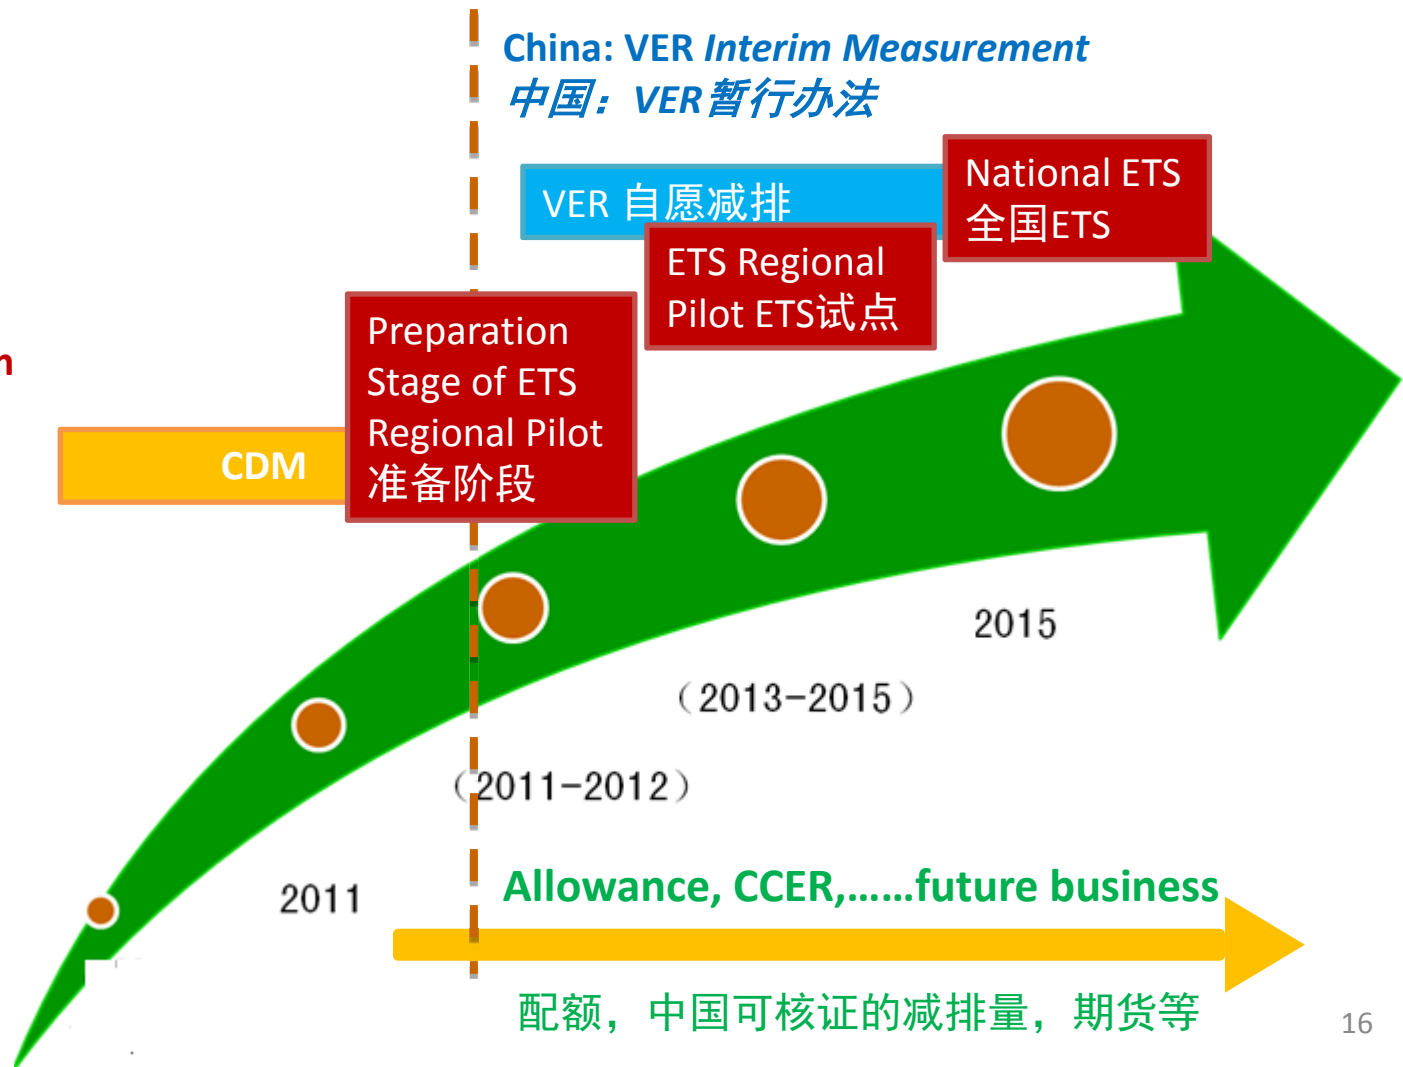 China: VER Interim Measurement
中国：VER暂行办法
National ETS
全国ETS
VER 自愿减排
ETS Regional
Pilot ETS试点
Preparation
Stage of ETS
Regional Pilot
准备阶段
CDM
2015
（2013-2015）
（2011-2012）
2011
Allowance, CCER,……future business
配额，中国可核证的减排量，期货等
16